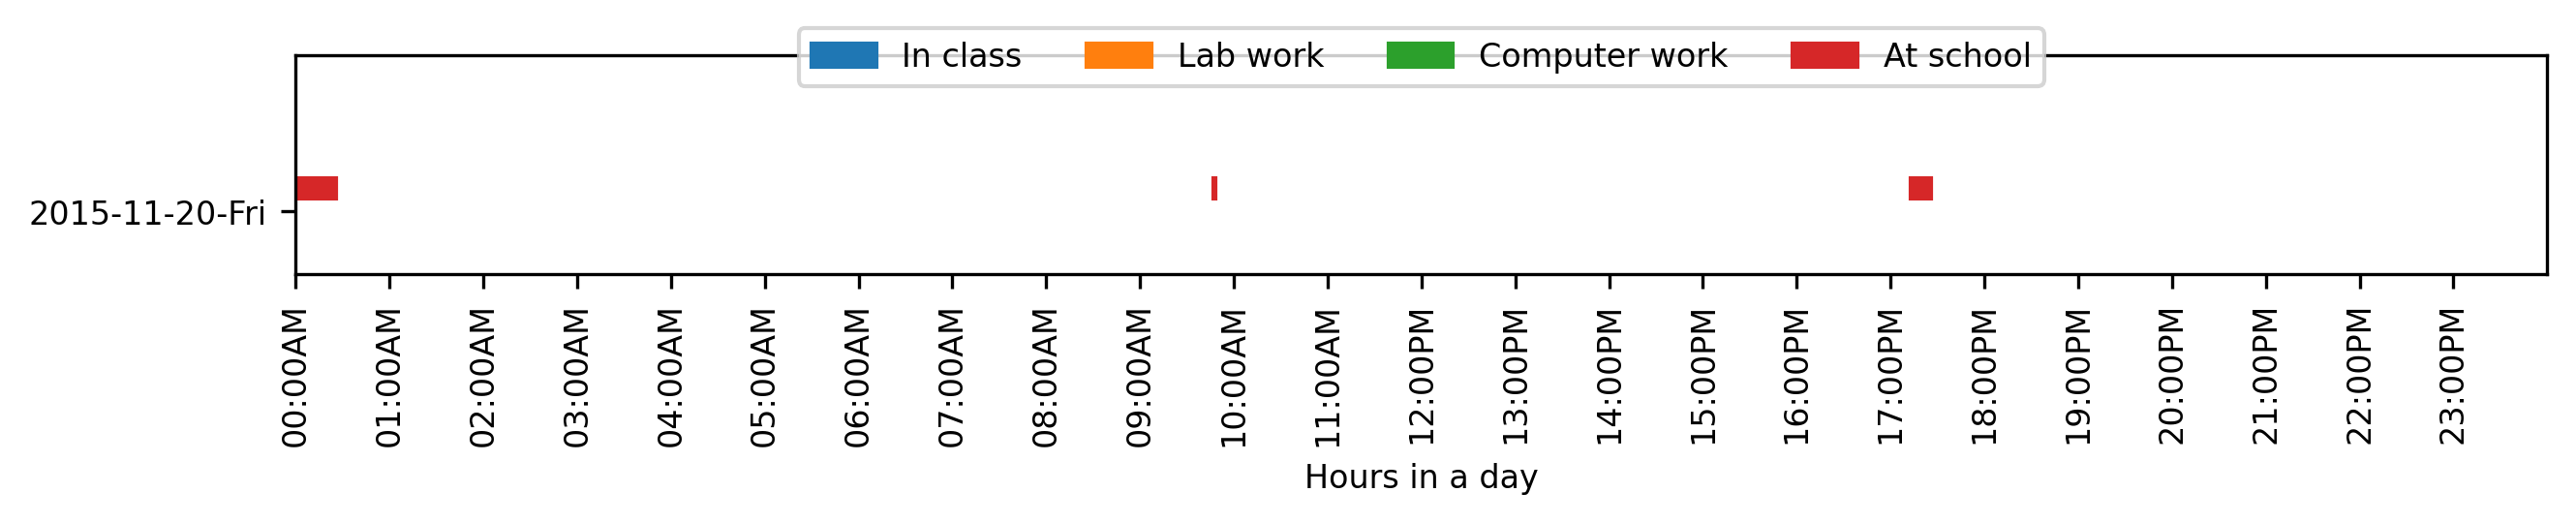 In class Lab work Computer work At school
2015-11-20-Fri
00:00AM 01:00AM 02:00AM 03:00AM 04:00AM 05:00AM 06:00AM 07:00AM 08:00AM 09:00AM 10:00AM 11:00AM 12:00PM 13:00PM 14:00PM 15:00PM 16:00PM 17:00PM 18:00PM 19:00PM 20:00PM 21:00PM 22:00PM 23:00PM
Hours in a day